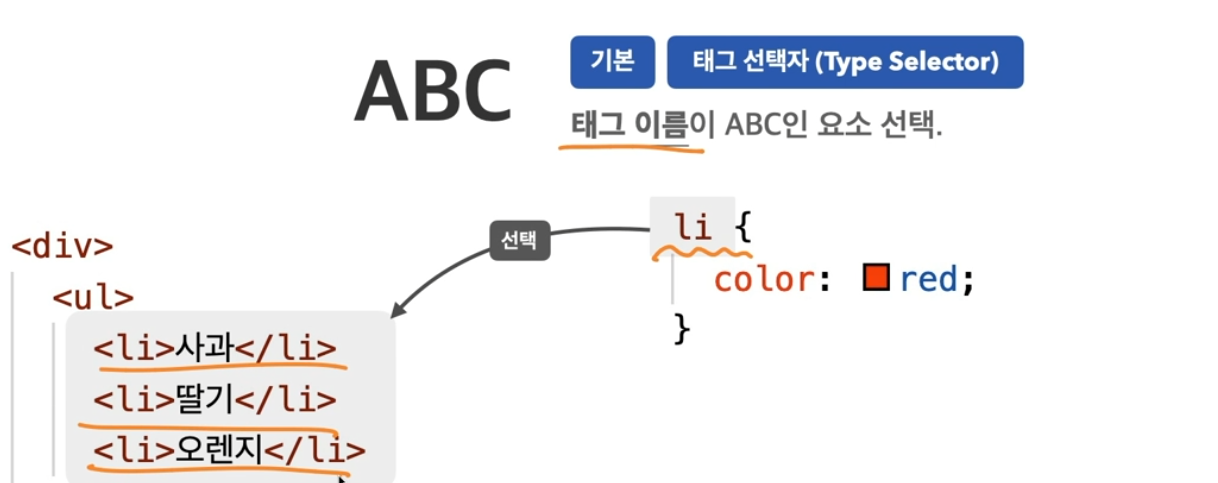 ABC
기본
태그 선택자 (Type Selector)
태그 이름이 ABC인 요소 선택.
선택
li {
color: red;
}
<div>
<ul>
<li>사과</li>
<li>딸기</li>
<li>오렌지</li>